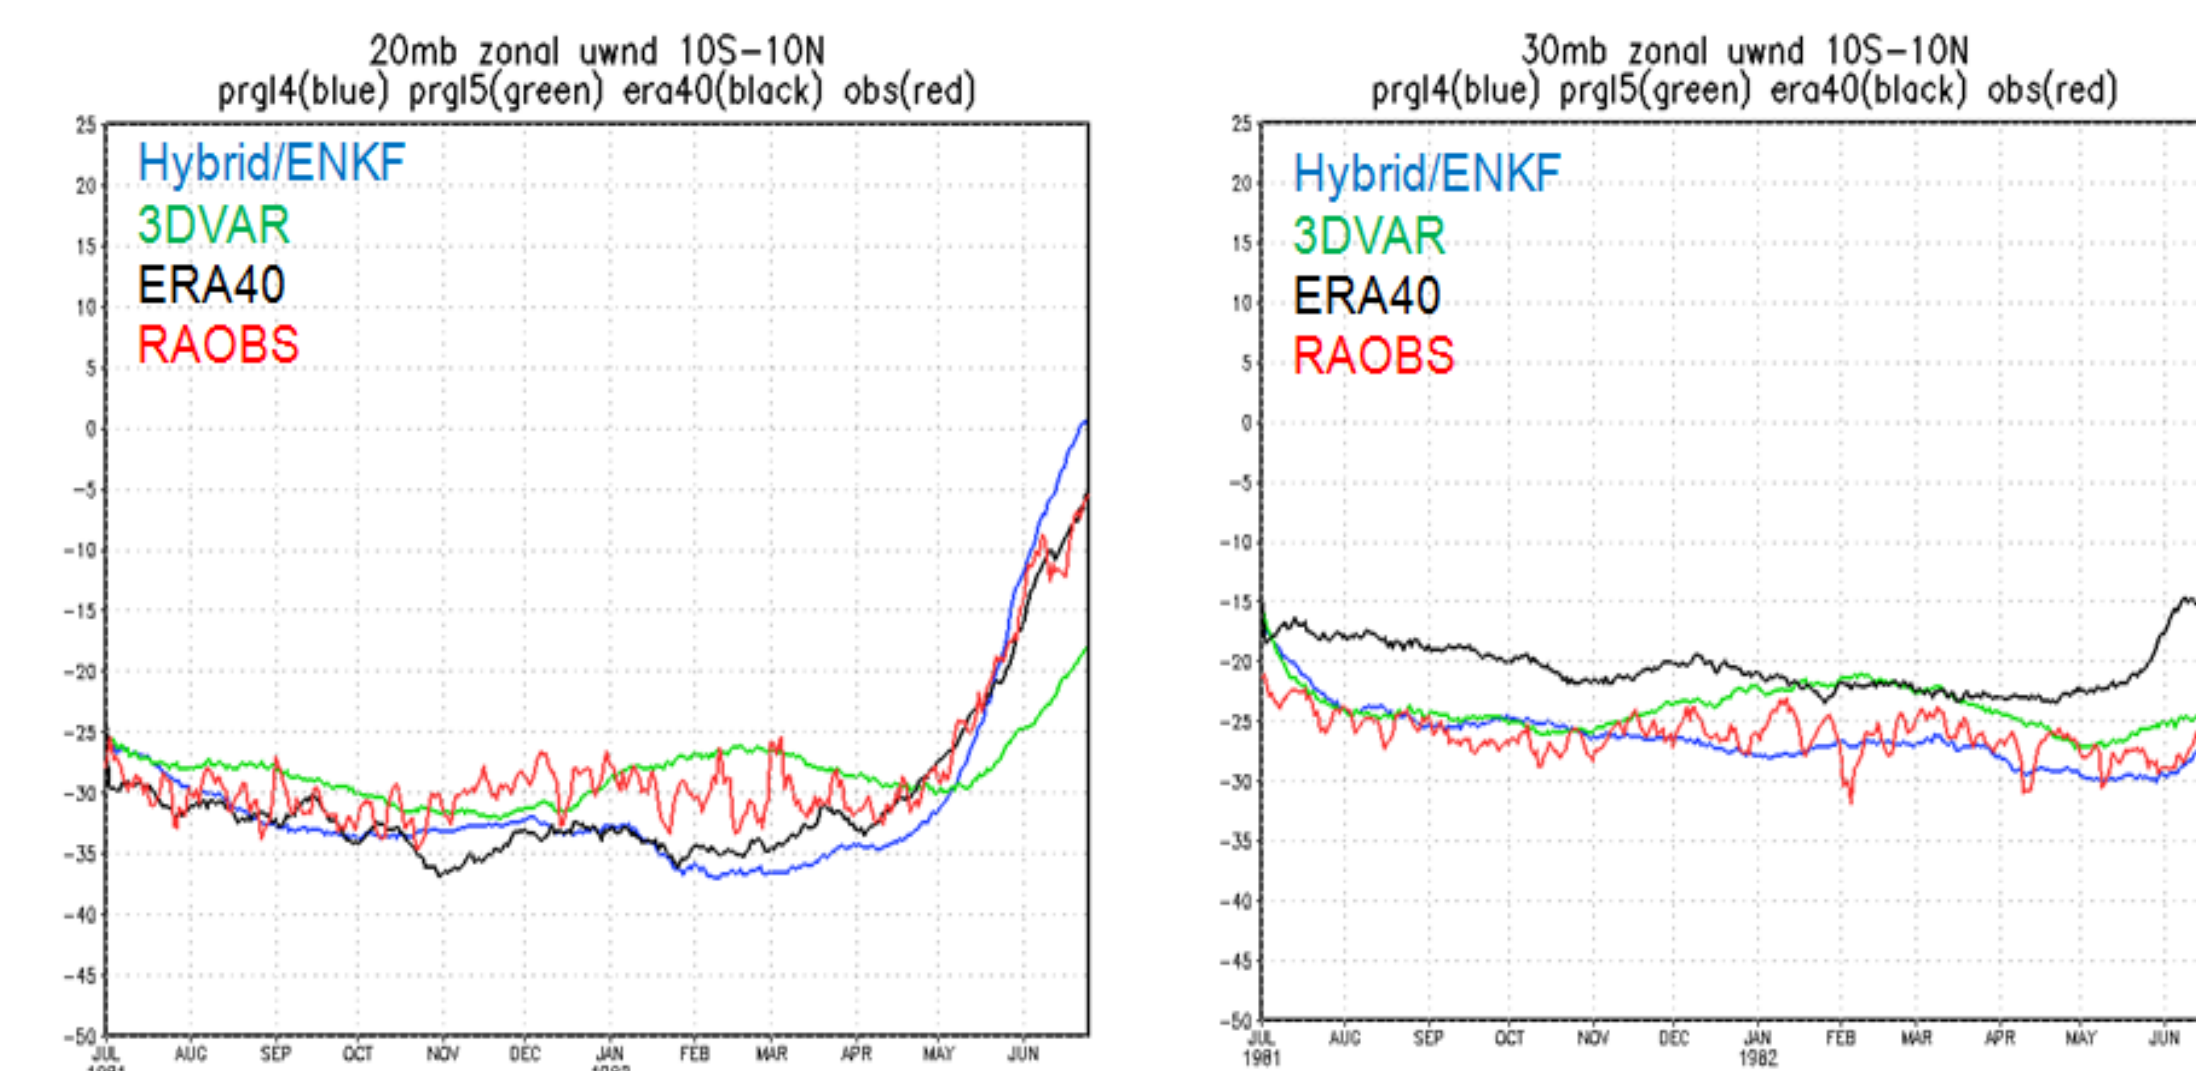 20mb zonal uwnd 10S-10N
prgl4(blue) prgl5(green) era40(black) obs(red)
25
20
15
10
5
0
-5
-10
-15
-20
-25
-30
-35
-40
-45
-50
Hybrid/ENKF
3DVAR
ERA40
RAOBS
JUL AUG SEP OCT NOV DEC JAN FEB MAR APR MAY JUN
30mb zonal uwnd 10S-10N
prgl4(blue) prgl5(green) era40(black) obs(red)
25
20
15
10
5
0
-5
-10
-15
-20
-25
-30
-35
-40
-45
-50
Hybrid/ENKF
3DVAR
ERA40
RAOBS
JUL AUG SEP OCT NOV DEC JAN FEB MAR APR MAY JUN
1981 1982